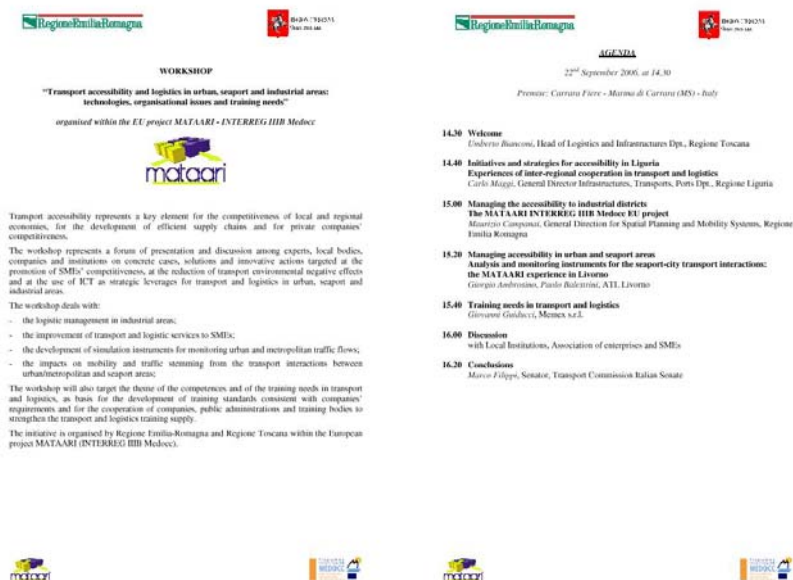 RegioneEmiliaRomagna
WORKSHOP
"Transport accessibility and logistics in urban, seaport and industrial areas:
technologies, organisational issues and training needs"
organised within the EU project MATAARI - INTERREG IIIB Medocc
mataari
Transport accessibility represents a key element for the competitiveness of local and regional
economies, for the development of efficient supply chains and for private companies'
competitiveness.
The workshop represents a forum of presentation and discussion among experts, local bodies,
companies and institutions on concrete cases, solutions and innovative actions targeted at the
promotion of SMEs' competitiveness, at the reduction of transport environmental negative effects
and at the use of ICT as strategic leverages for transport and logistics in urban, seaport and
industrial areas.
The workshop deals with:
- the logistic management in industrial areas;
- the improvement of transport and logistic services to SMEs;
- the development of simulation instruments for monitoring urban and metropolitan traffic flows;
- the impacts on mobility and traffic stemming from the transport interactions between
urban/metropolitan and seaport areas;
The workshop will also target the theme of the competences and of the training needs in transport
and logistics, as basis for the development of training standards consistent with companies'
requirements and for the cooperation of companies, public administrations and training bodies to
strengthen the transport and logistics training supply.
The initiative is organised by Regione Emilia-Romagna and Regione Toscana within the European
project MATAARI (INTERREG IIIB Medocc).
mataari
MEDOCC
RegioneEmiliaRomagna
AGENDA
22nd September 2006, at 14,30
Premise: Carrara Fiere - Marina di Carrara (MS) - Italy
14.30 Welcome
Umberto Bianconi, Head of Logistics and Infrastructures Dpt., Regione Toscana
14.40 Initiatives and strategies for accessibility in Liguria
Experiences of inter-regional cooperation in transport and logistics
Carlo Maggi, General Director Infrastructures, Transports, Ports Dpt., Regione Liguria
15.00 Managing the accessibility to industrial districts
The MATAARI INTERREG IIIB Medocc EU project
Maurizio Campanai, General Direction for Spatial Planning and Mobility Systems, Regione
Emilia Romagna
15.20 Managing accessibility in urban and seaport areas
Analysis and monitoring instruments for the seaport-city transport interactions:
the MATAARI experience in Livorno
Giorgio Ambrosino, Paolo Balestrini, ATL Livorno
15.40 Training needs in transport and logistics
Giovanni Guiducci, Memex s.r.l.
16.00 Discussion
with Local Institutions, Association of enterprises and SMEs
16.20 Conclusions
Marco Filippi, Senator, Transport Commission Italian Senate
mataari
MEDOCC